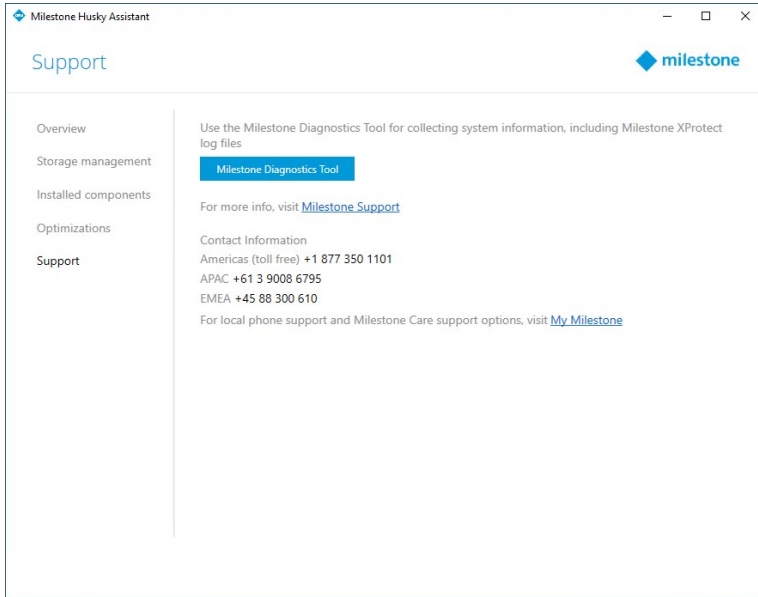 Milestone Husky Assistant
Support
milestone
Overview
Storage management
Installed components
Optimizations
Support
Use the Milestone Diagnostics Tool for collecting system information, including Milestone XProtect
log files
Milestone Diagnostics Tool
For more info, visit Milestone Support
Contact Information
Americas (toll free) +1 877 350 1101
APAC +61 3 9008 6795
EMEA +45 88 300 610
For local phone support and Milestone Care support options, visit My Milestone